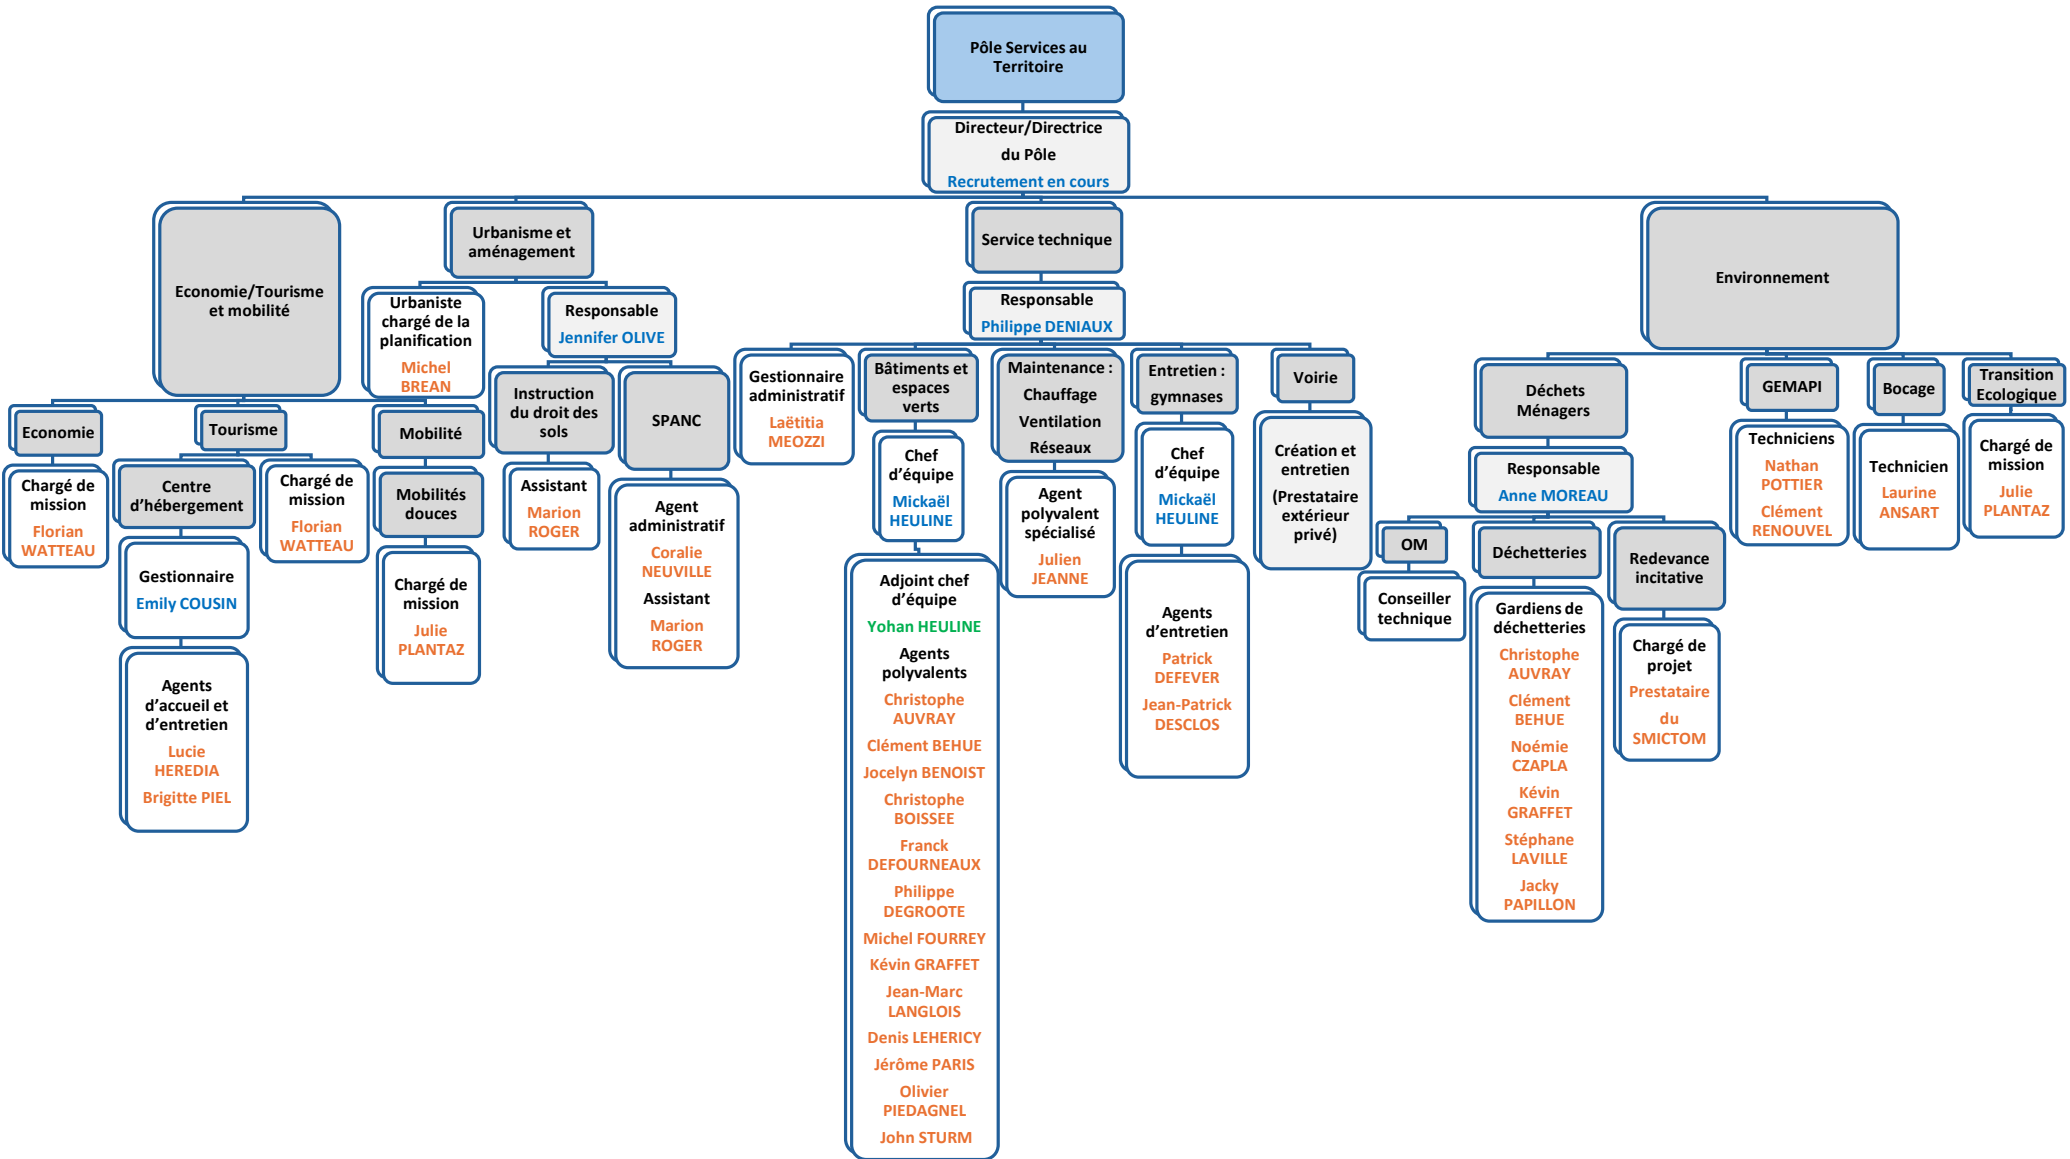 Pôle Services au
Territoire
Directeur/Directrice
du Pôle
Recrutement en cours
Economie/Tourisme
et mobilité
Economie
Chargé de
mission
Florian
WATTEAU
Tourisme
Centre
d’hébergement
Gestionnaire
Emily COUSIN
Agents
d’accueil et
d’entretien
Lucie
HEREDIA
Brigitte PIEL
Chargé de
mission
Florian
WATTEAU
Mobilité
Mobilités
douces
Chargé de
mission
Julie
PLANTAZ
Urbanisme et
aménagement
Urbaniste
chargé de la
planification
Michel
BREAN
Responsable
Jennifer OLIVE
Instruction
du droit des
sols
Assistant
Marion
ROGER
SPANC
Agent
administratif
Coralie
NEUVILLE
Assistant
Marion
ROGER
Service technique
Responsable
Philippe DENIAUX
Gestionnaire
administratif
Laëtitia
MEOZZI
Bâtiments et
espaces
verts
Chef
d’équipe
Mickaël
HEULINE
Adjoint chef
d’équipe
Yohan HEULINE
Agents
polyvalents
Christophe
AUVRAY
Clément BEHUE
Jocelyn BENOIST
Christophe
BOISSEE
Franck
DEFOURNEAUX
Philippe
DEGROOTE
Michel FOURREY
Kévin GRAFFET
Jean-Marc
LANGLOIS
Denis LEHERICY
Jérôme PARIS
Olivier
PIEDAGNEL
John STURM
Maintenance :
Chauffage
Ventilation
Réseaux
Agent
polyvalent
spécialisé
Julien
JEANNE
Entretien :
gymnases
Chef
d’équipe
Mickaël
HEULINE
Agents
d’entretien
Patrick
DEFEVER
Jean-Patrick
DESCLOS
Voirie
Création et
entretien
(Prestataire
extérieur
privé)
Environnement
Déchets
Ménagers
Responsable
Anne MOREAU
OM
Conseiller
technique
Déchetteries
Gardiens de
déchetteries
Christophe
AUVRAY
Clément
BEHUE
Noémie
CZAPLA
Kévin
GRAFFET
Stéphane
LAVILLE
Jacky
PAPILLON
Redevance
incitative
Chargé de
projet
Prestataire
du
SMICTOM
GEMAPI
Techniciens
Nathan
POTTIER
Clément
RENOUVEL
Bocage
Technicien
Laurine
ANSART
Transition
Ecologique
Chargé de
mission
Julie
PLANTAZ